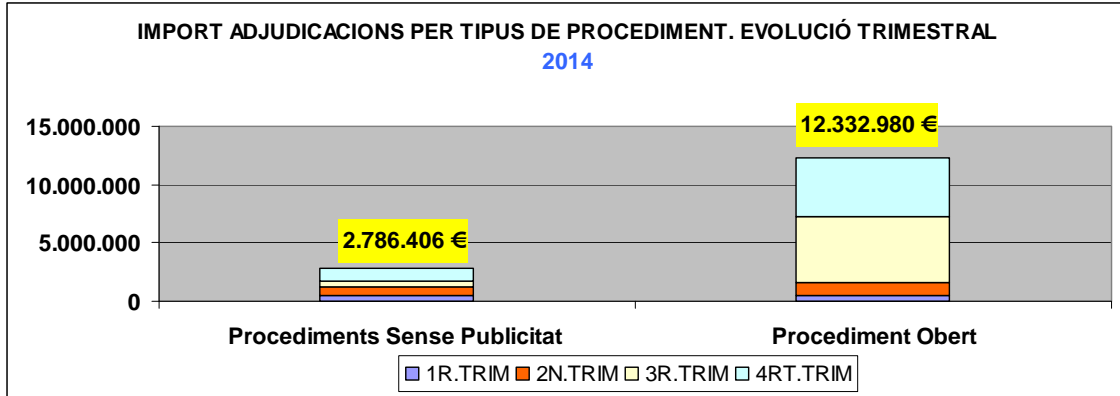 IMPORT ADJUDICACIONS PER TIPUS DE PROCEDIMENT. EVOLUCIÓ TRIMESTRAL
2014
15.000.000
10.000.000
5.000.000
0
2.786.406 €
12.332.980 €
Procediments Sense Publicitat
Procediment Obert
1R.TRIM 2N.TRIM 3R.TRIM 4RT.TRIM